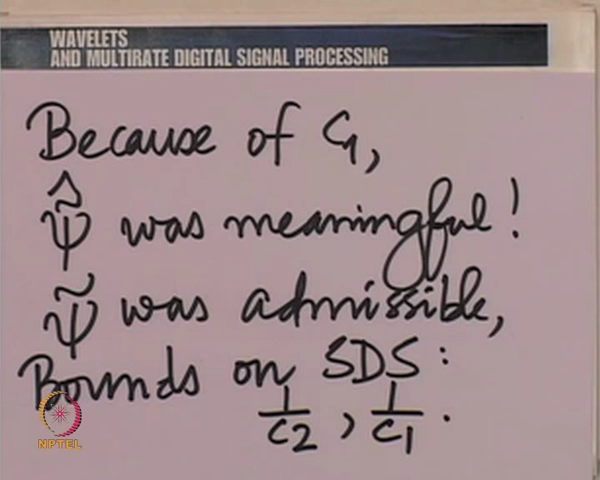 WAVELETS
AND MULTIRATE DIGITAL SIGNAL PROCESSING
Because of C₁,
ψ̃̂ was meaningful!
ψ̃ was admissible,
Bounds on SDS:
1/C₂, 1/C₁.
NPTEL